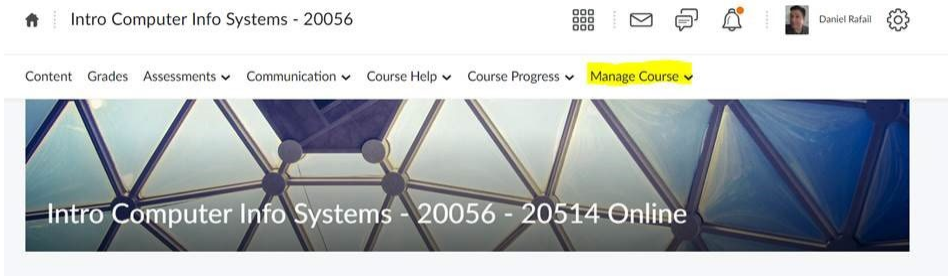 Intro Computer Info Systems - 20056
Daniel Rafail
Content Grades Assessments Communication Course Help Course Progress Manage Course
Intro Computer Info Systems - 20056 - 20514 Online